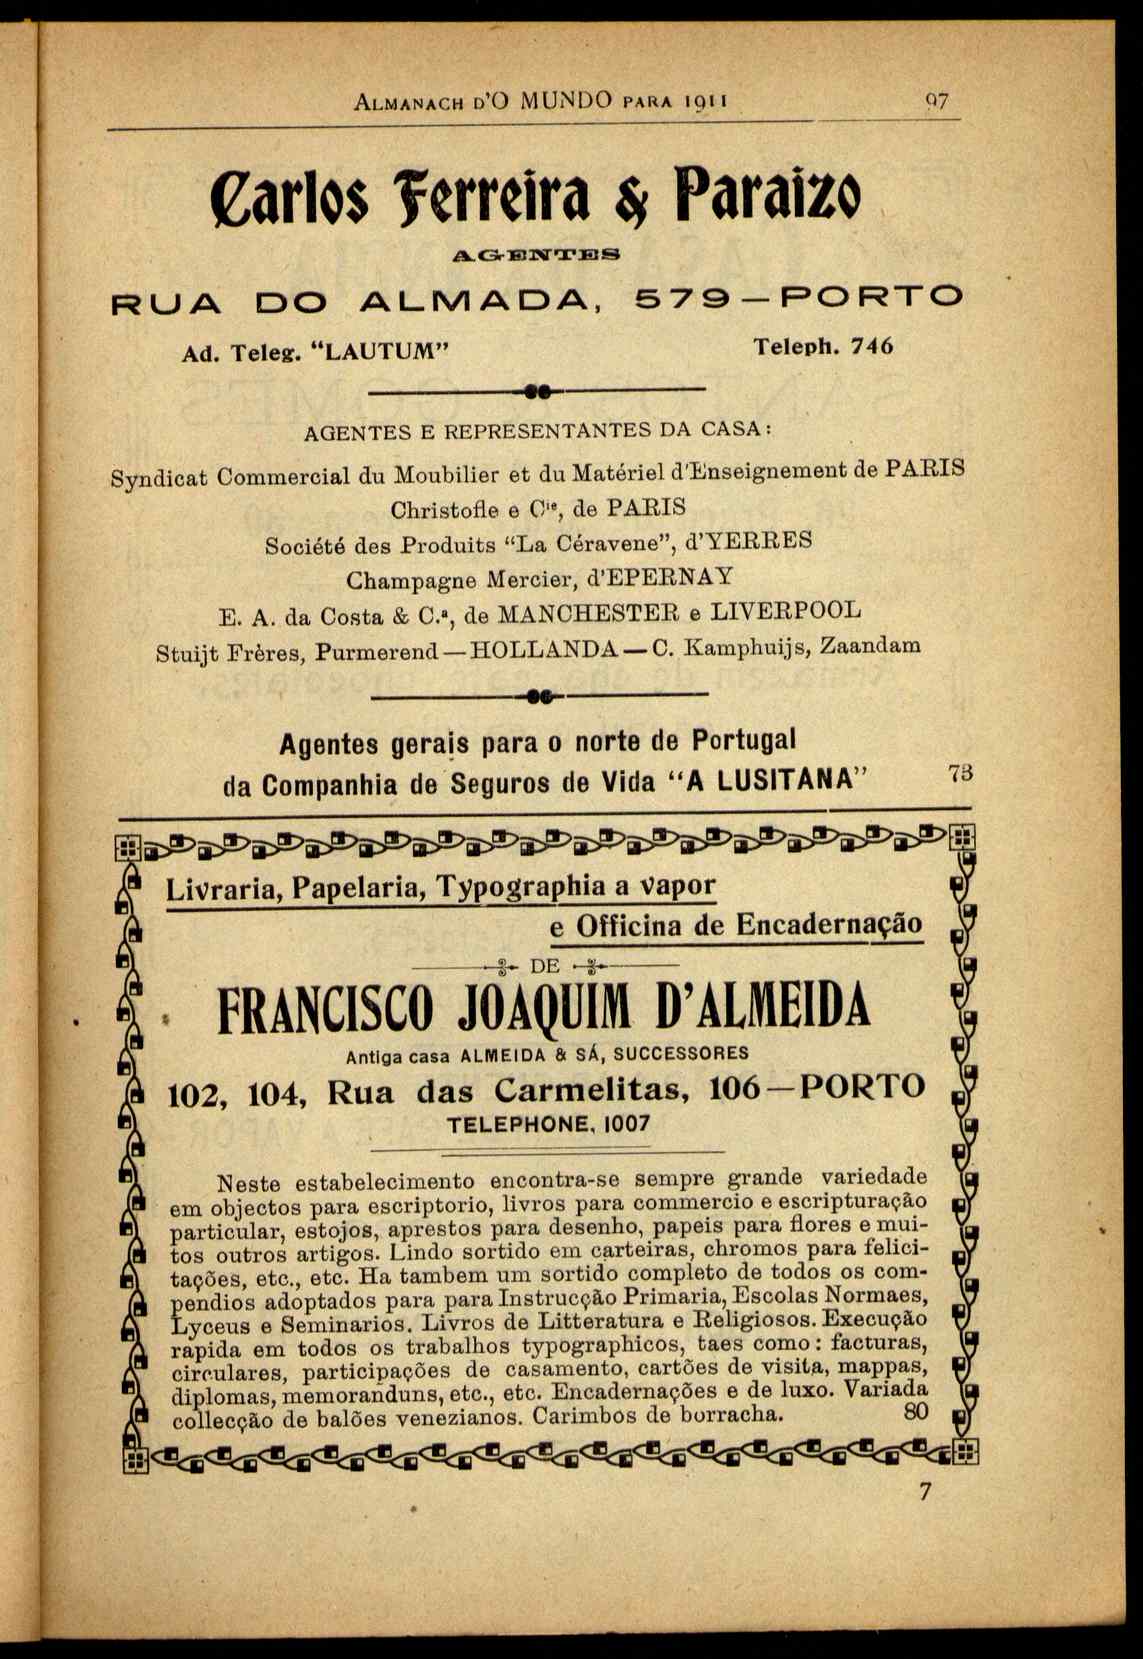 ALMANACH D'O MUNDO PARA 1911 97
Carlos Ferreira & Paraizo
AGENTES
RUA DO ALMADA, 579—PORTO
Ad. Teleg. “LAUTUM” Teleph. 746
AGENTES E REPRESENTANTES DA CASA:
Syndicat Commercial du Moubilier et du Matériel d'Enseignement de PARIS
Christofle e Cⁱᵉ, de PARIS
Société des Produits “La Céravene”, d'YERRES
Champagne Mercier, d'EPERNAY
E. A. da Costa & C.ª, de MANCHESTER e LIVERPOOL
Stuijt Frères, Purmerend—HOLLANDA—C. Kamphuijs, Zaandam
Agentes gerais para o norte de Portugal
da Companhia de Seguros de Vida “A LUSITANA” 73
Livraria, Papelaria, Typographia a vapor
e Officina de Encadernação
DE
FRANCISCO JOAQUIM D'ALMEIDA
Antiga casa ALMEIDA & SÁ, SUCCESSORES
102, 104, Rua das Carmelitas, 106—PORTO
TELEPHONE, 1007
Neste estabelecimento encontra-se sempre grande variedade
em objectos para escriptorio, livros para commercio e escripturação
particular, estojos, aprestos para desenho, papeis para flores e mui-
tos outros artigos. Lindo sortido em carteiras, chromos para felici-
tações, etc., etc. Ha tambem um sortido completo de todos os com-
pendios adoptados para para Instrucção Primaria, Escolas Normaes,
Lyceus e Seminarios. Livros de Litteratura e Religiosos. Execução
rapida em todos os trabalhos typographicos, taes como: facturas,
circulares, participações de casamento, cartões de visita, mappas,
diplomas, memoranduns, etc., etc. Encadernações e de luxo. Variada
collecção de balões venezianos. Carimbos de borracha. 80
7